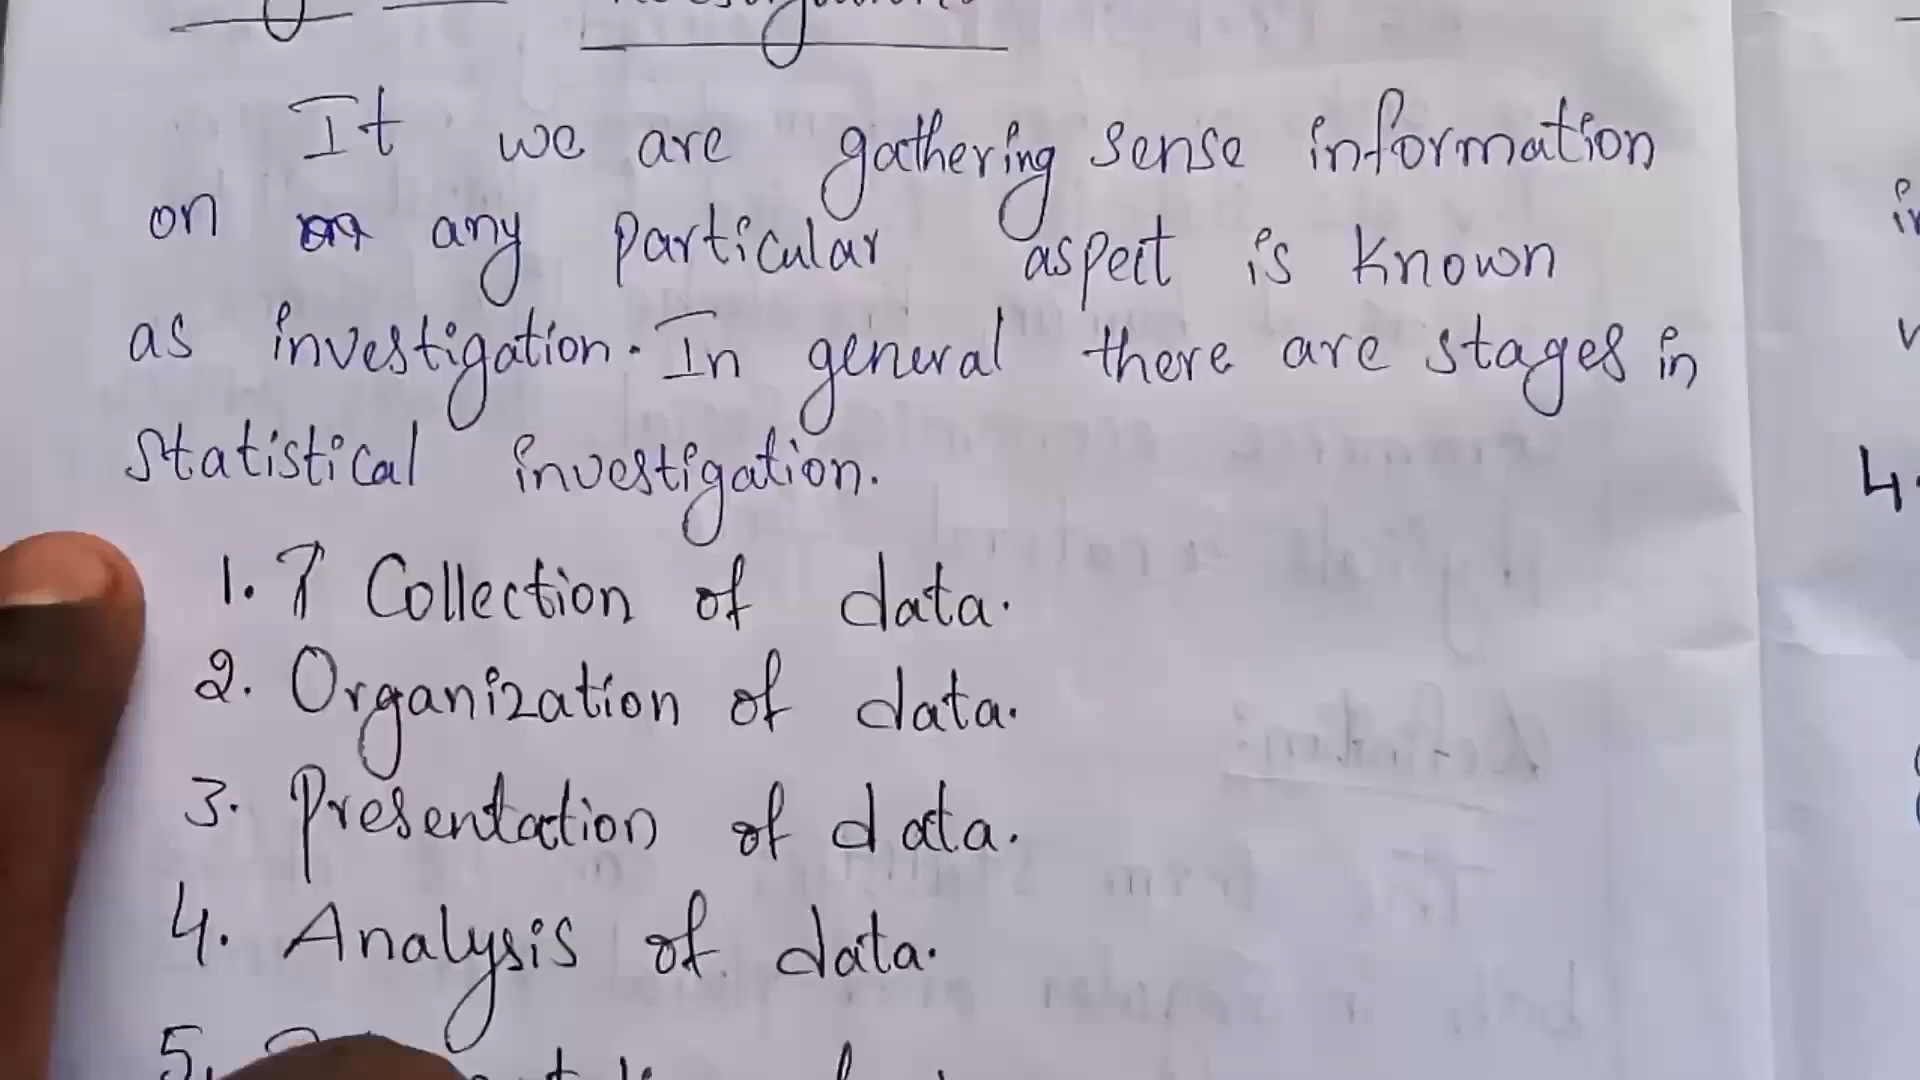 It we are gathering sense information
on any particular aspect is known
as investigation. In general there are stages in
statistical investigation.
1. Collection of data.
2. Organization of data.
3. Presentation of data.
4. Analysis of data.
5.
4.